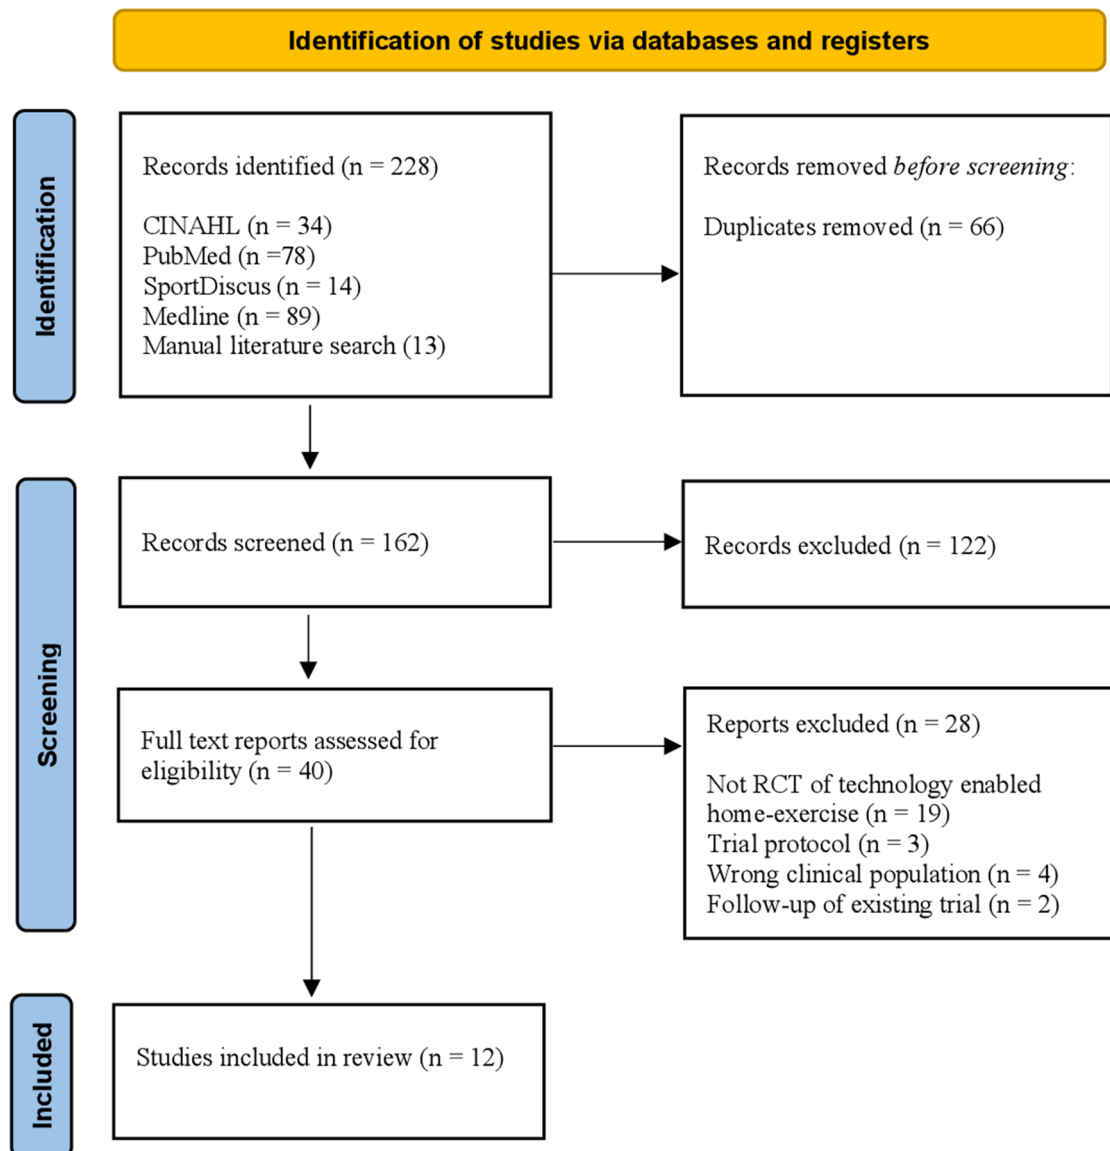 Identification of studies via databases and registers
Identification
Records identified (n = 228)
CINAHL (n = 34)
PubMed (n =78)
SportDiscus (n = 14)
Medline (n = 89)
Manual literature search (13)
Records removed before screening:
Duplicates removed (n = 66)
Screening
Records screened (n = 162)
Records excluded (n = 122)
Full text reports assessed for
eligibility (n = 40)
Reports excluded (n = 28)
Not RCT of technology enabled
home-exercise (n = 19)
Trial protocol (n = 3)
Wrong clinical population (n = 4)
Follow-up of existing trial (n = 2)
Included
Studies included in review (n = 12)